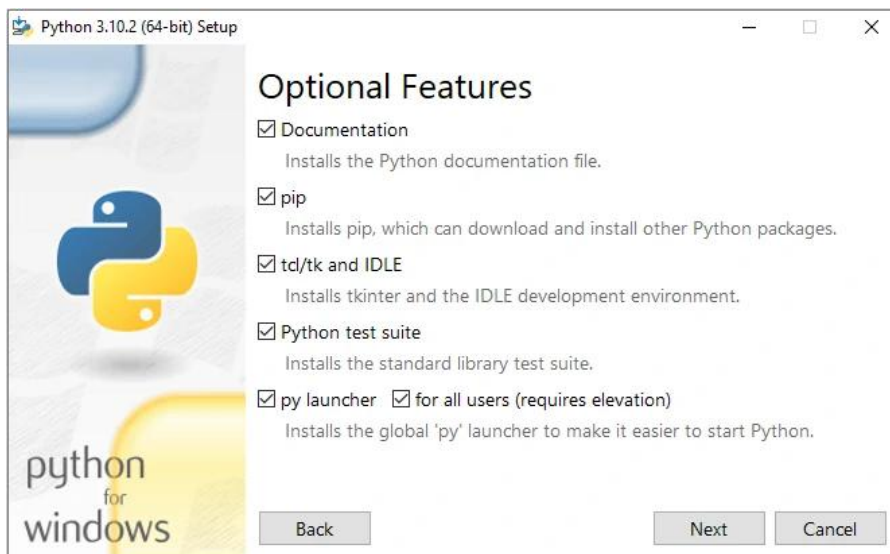 Python 3.10.2 (64-bit) Setup
Optional Features
Documentation
Installs the Python documentation file.
pip
Installs pip, which can download and install other Python packages.
tcl/tk and IDLE
Installs tkinter and the IDLE development environment.
Python test suite
Installs the standard library test suite.
py launcher for all users (requires elevation)
Installs the global 'py' launcher to make it easier to start Python.
python
for
windows
Back Next Cancel